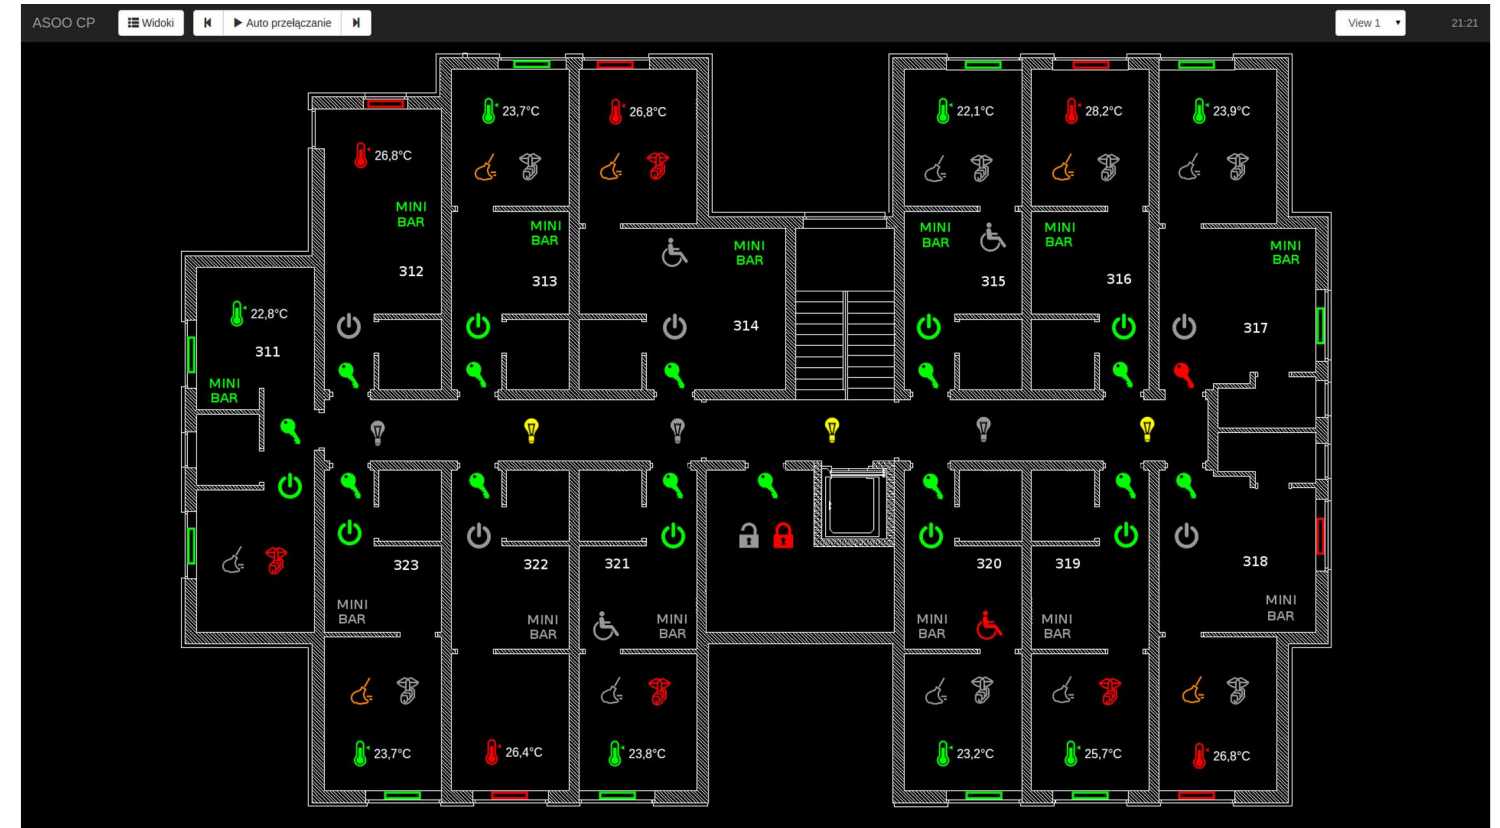 ASOO CP Widoki Auto przełączanie View 1 21:21
23,7°C 26,8°C 22,1°C 28,2°C 23,9°C
26,8°C
MINI
BAR
MINI
BAR
MINI
BAR
MINI
BAR
MINI
BAR
MINI
BAR
312
313
315
316
22,8°C
314
317
311
MINI
BAR
323
322
321
320
319
318
MINI
BAR
MINI
BAR
MINI
BAR
MINI
BAR
MINI
BAR
MINI
BAR
23,7°C 26,4°C 23,8°C 23,2°C 25,7°C 26,8°C